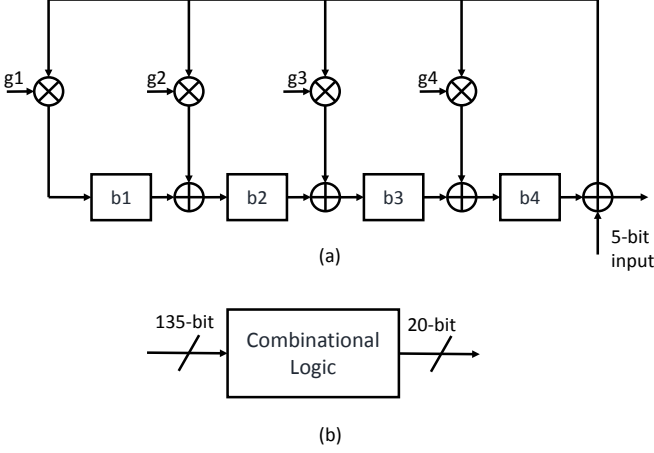 g1 g2 g3 g4
b1 b2 b3 b4
5-bit
input
(a)
135-bit
Combinational
Logic
20-bit
(b)